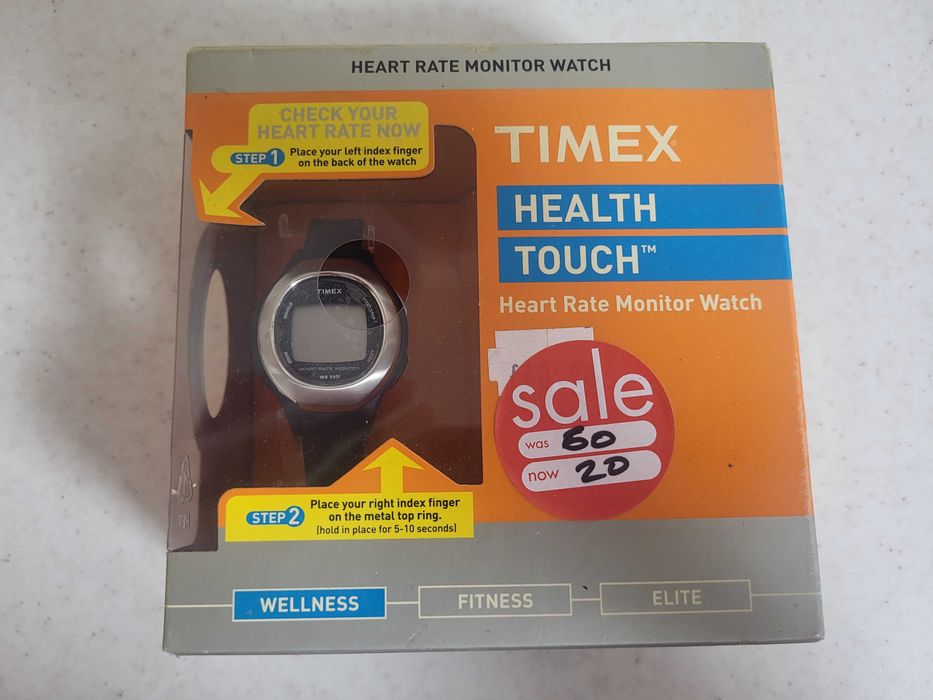 HEART RATE MONITOR WATCH
CHECK YOUR
HEART RATE NOW
STEP 1 Place your left index finger
on the back of the watch
TIMEX
HEALTH
TOUCH™
Heart Rate Monitor Watch
TIMEX
HEART RATE MONITOR
WR 50M
sale
was 60
now 20
STEP 2 Place your right index finger
on the metal top ring.
(hold in place for 5-10 seconds)
WELLNESS
FITNESS
ELITE